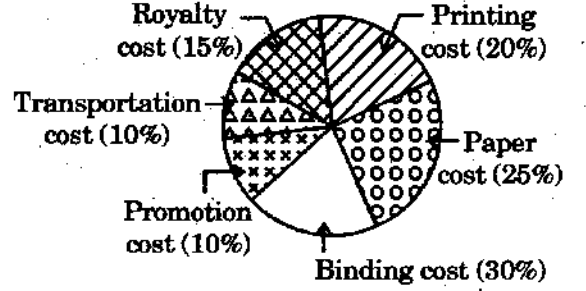 Royalty
cost (15%)
Printing
cost (20%)
Transportation
cost (10%)
Paper
cost (25%)
Promotion
cost (10%)
Binding cost (30%)